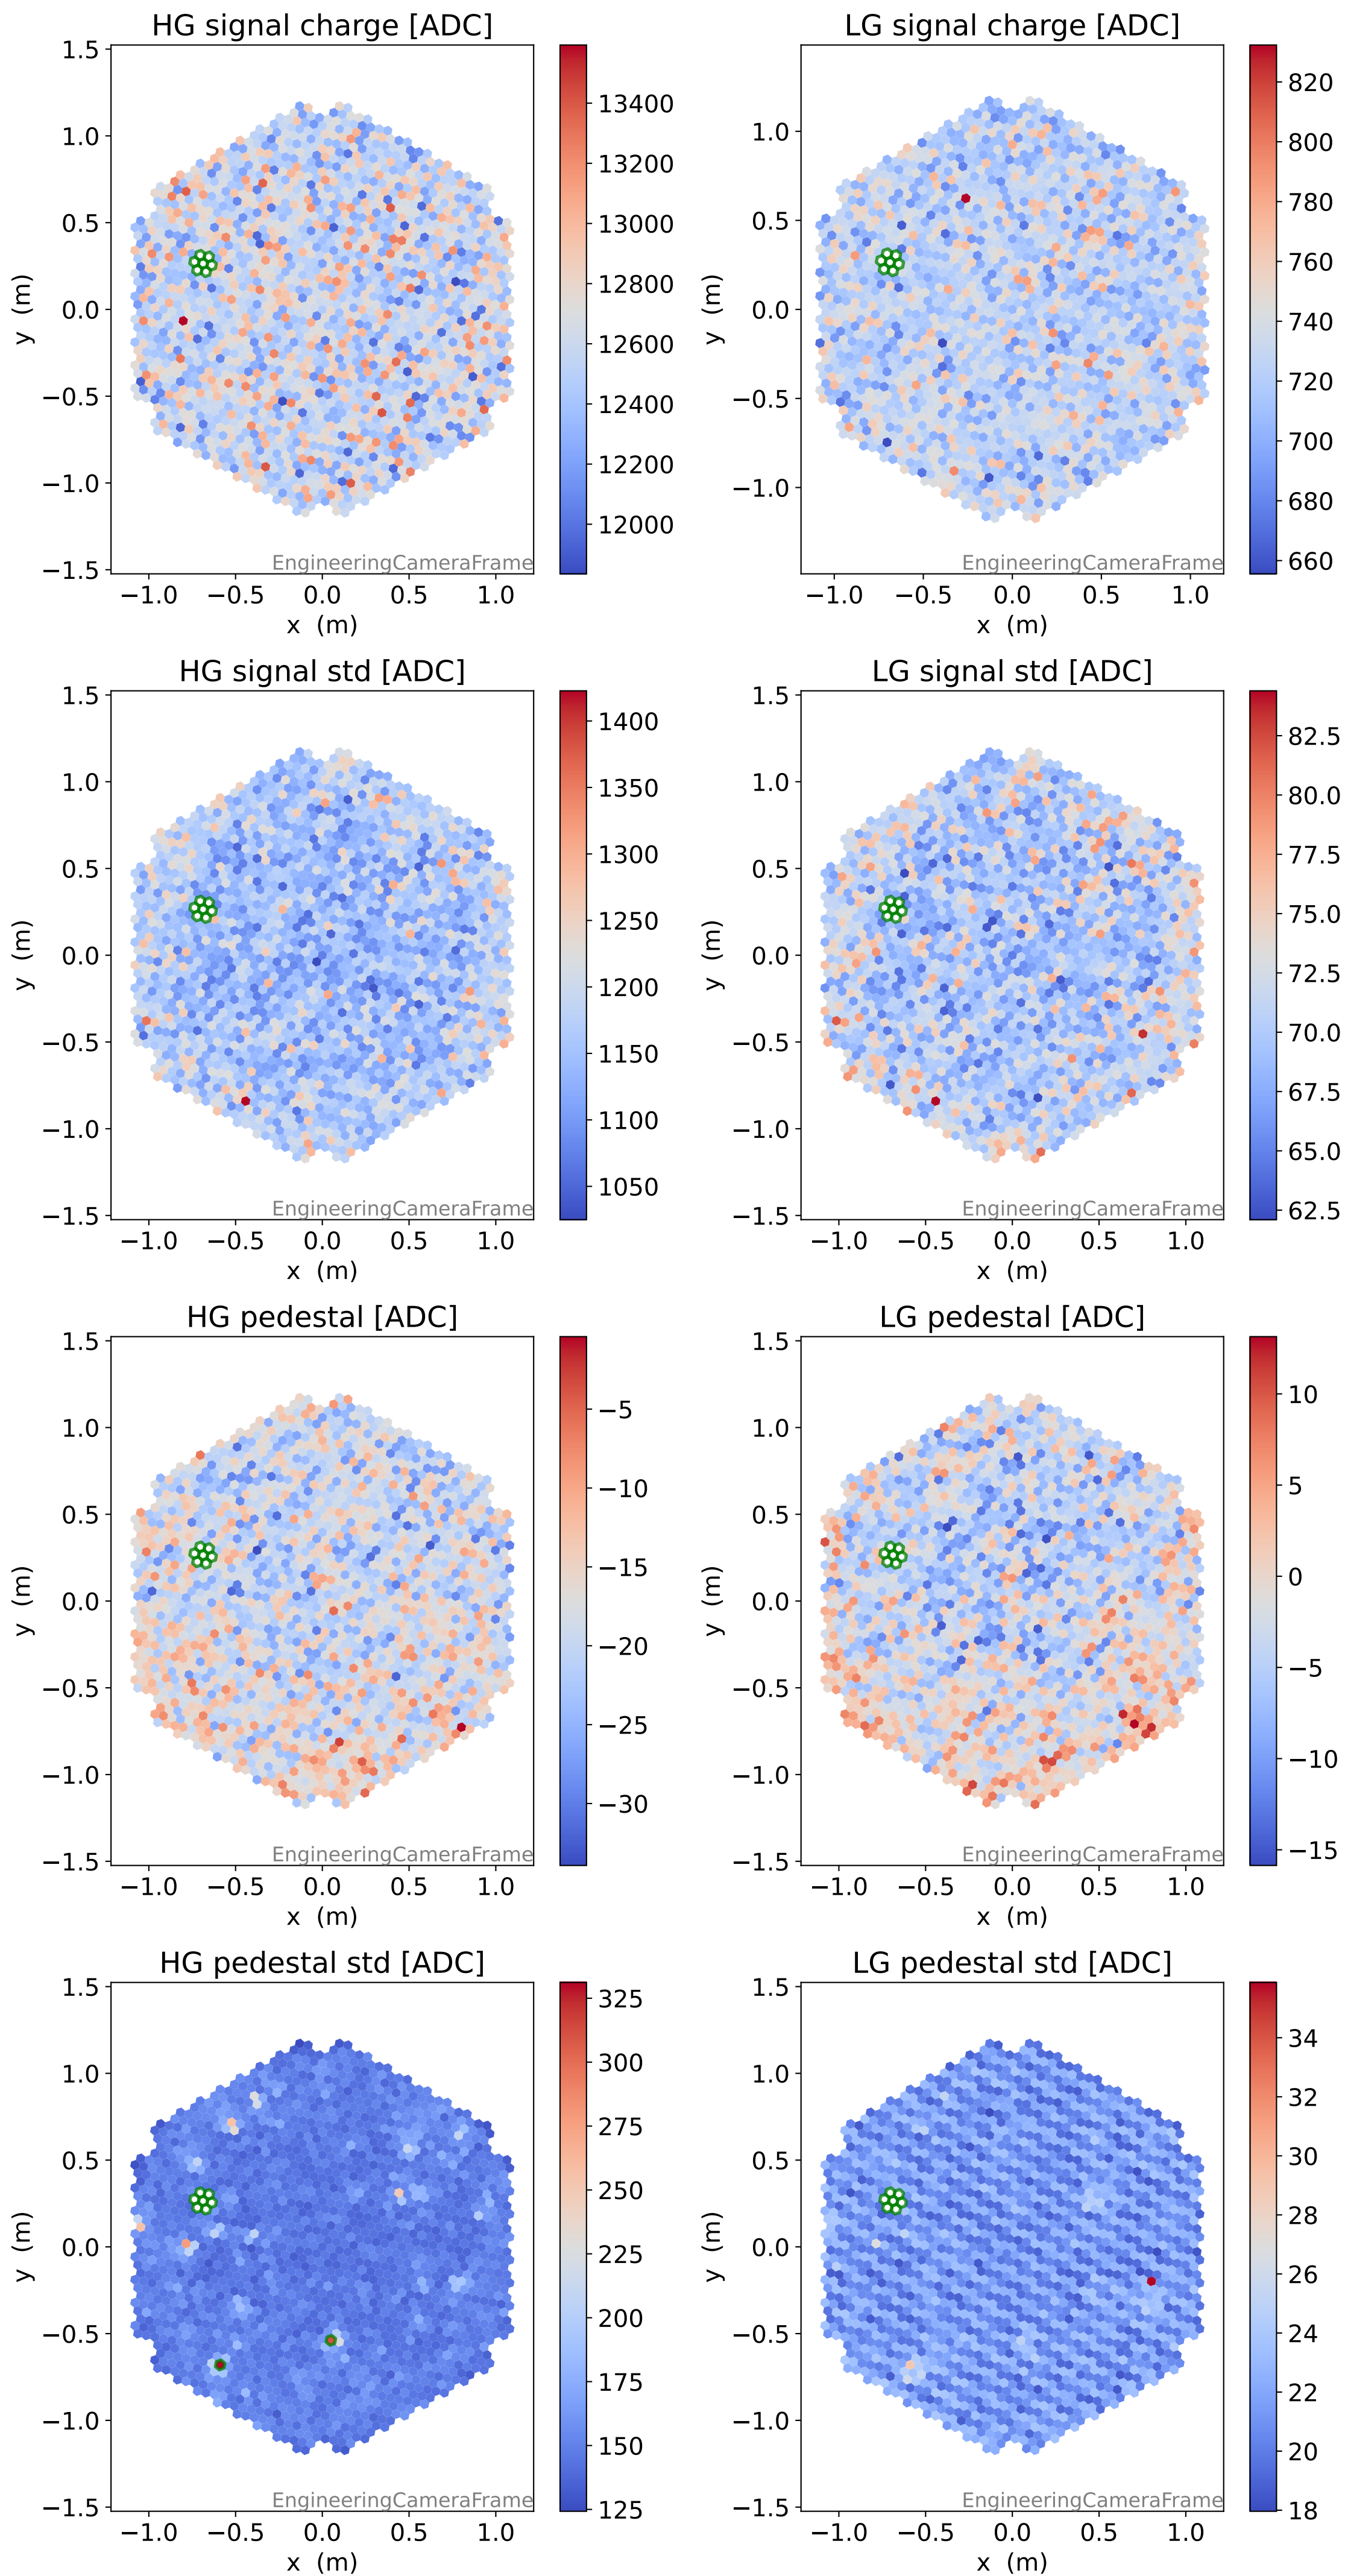 HG signal charge [ADC]
1.5
1.0
0.5
0.0
−0.5
−1.0
−1.5
y (m)
−1.0 −0.5 0.0 0.5 1.0
x (m)
EngineeringCameraFrame
13400
13200
13000
12800
12600
12400
12200
12000
LG signal charge [ADC]
1.0
0.5
0.0
−0.5
−1.0
y (m)
−1.0 −0.5 0.0 0.5 1.0
x (m)
EngineeringCameraFrame
820
800
780
760
740
720
700
680
660
HG signal std [ADC]
1.5
1.0
0.5
0.0
−0.5
−1.0
−1.5
y (m)
−1.0 −0.5 0.0 0.5 1.0
x (m)
EngineeringCameraFrame
1400
1350
1300
1250
1200
1150
1100
1050
LG signal std [ADC]
1.5
1.0
0.5
0.0
−0.5
−1.0
−1.5
y (m)
−1.0 −0.5 0.0 0.5 1.0
x (m)
EngineeringCameraFrame
82.5
80.0
77.5
75.0
72.5
70.0
67.5
65.0
62.5
HG pedestal [ADC]
1.5
1.0
0.5
0.0
−0.5
−1.0
−1.5
y (m)
−1.0 −0.5 0.0 0.5 1.0
x (m)
EngineeringCameraFrame
−5
−10
−15
−20
−25
−30
LG pedestal [ADC]
1.5
1.0
0.5
0.0
−0.5
−1.0
−1.5
y (m)
−1.0 −0.5 0.0 0.5 1.0
x (m)
EngineeringCameraFrame
10
5
0
−5
−10
−15
HG pedestal std [ADC]
1.5
1.0
0.5
0.0
−0.5
−1.0
−1.5
y (m)
−1.0 −0.5 0.0 0.5 1.0
x (m)
EngineeringCameraFrame
325
300
275
250
225
200
175
150
125
LG pedestal std [ADC]
1.5
1.0
0.5
0.0
−0.5
−1.0
−1.5
y (m)
−1.0 −0.5 0.0 0.5 1.0
x (m)
EngineeringCameraFrame
34
32
30
28
26
24
22
20
18